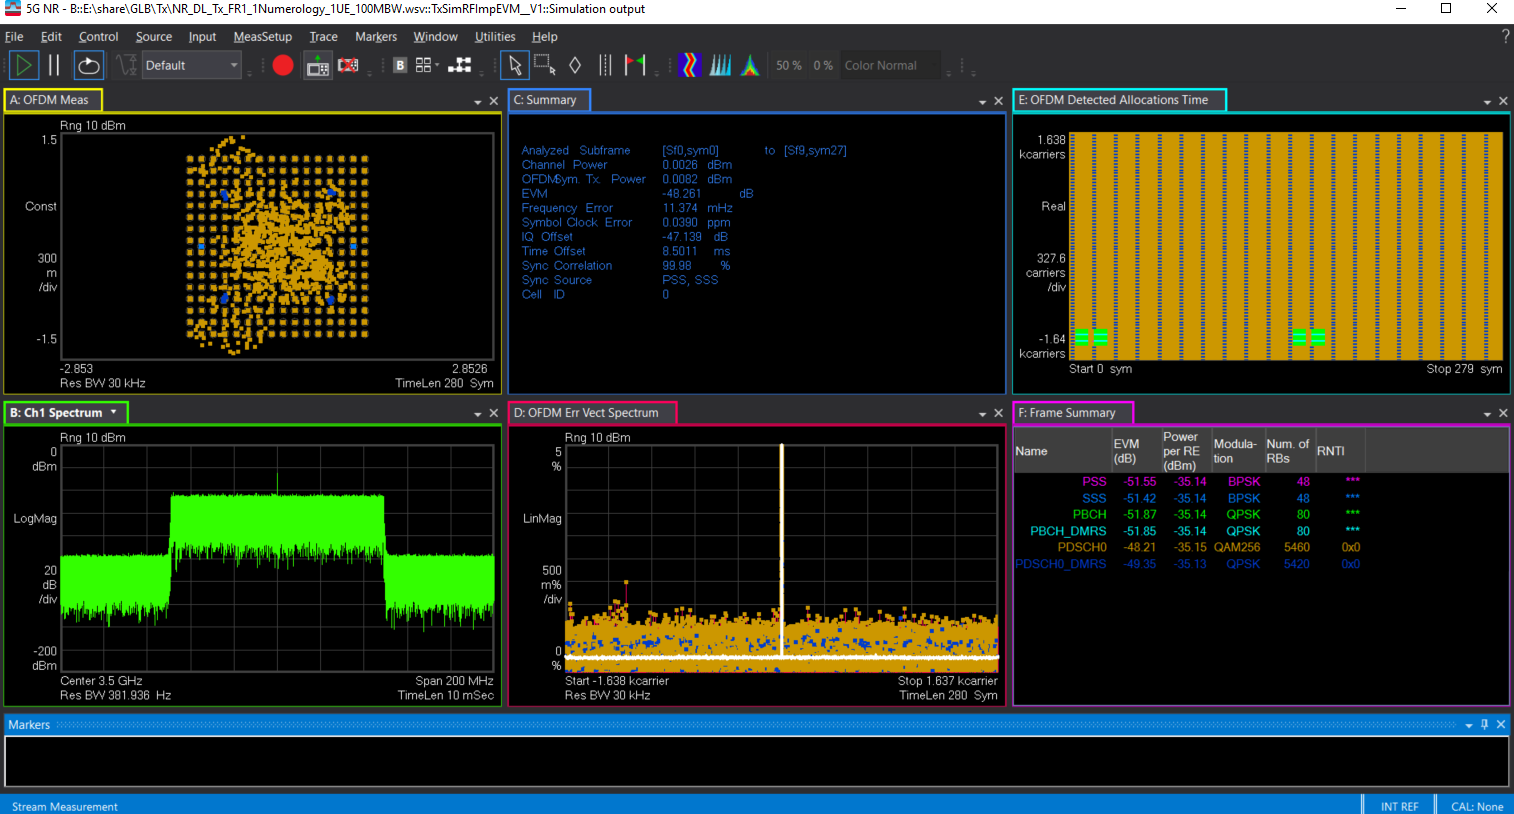 5G NR - B::E:\share\GLB\Tx\NR_DL_Tx_FR1_1Numerology_1UE_100MBW.wsv::TxSimRFImpEVM__V1::Simulation output
File Edit Control Source Input MeasSetup Trace Markers Window Utilities Help ?
Default B 50 % 0 % Color Normal
A: OFDM Meas
Rng 10 dBm
1.5
Const
300
m
/div
-1.5
-2.853 2.8526
Res BW 30 kHz TimeLen 280 Sym
C: Summary
Analyzed Subframe [Sf0,sym0] to [Sf9,sym27]
Channel Power 0.0026 dBm
OFDMSym. Tx. Power 0.0082 dBm
EVM -48.261 dB
Frequency Error 11.374 mHz
Symbol Clock Error 0.0390 ppm
IQ Offset -47.139 dB
Time Offset 8.5011 ms
Sync Correlation 99.98 %
Sync Source PSS, SSS
Cell ID 0
E: OFDM Detected Allocations Time
1.638
kcarriers
Real
327.6
carriers
/div
-1.64
kcarriers
Start 0 sym Stop 279 sym
B: Ch1 Spectrum
Rng 10 dBm
0
dBm
LogMag
20
dB
/div
-200
dBm
Center 3.5 GHz Span 200 MHz
Res BW 381.936 Hz TimeLen 10 mSec
D: OFDM Err Vect Spectrum
Rng 10 dBm
5
%
LinMag
500
m%
/div
0
%
Start -1.638 kcarrier Stop 1.637 kcarrier
Res BW 30 kHz TimeLen 280 Sym
F: Frame Summary
Name EVM (dB) Power per RE (dBm) Modula-tion Num. of RBs RNTI
PSS -51.55 -35.14 BPSK 48 ***
SSS -51.42 -35.14 BPSK 48 ***
PBCH -51.87 -35.14 QPSK 80 ***
PBCH_DMRS -51.85 -35.14 QPSK 80 ***
PDSCH0 -48.21 -35.15 QAM256 5460 0x0
PDSCH0_DMRS -49.35 -35.13 QPSK 5420 0x0
Markers
Stream Measurement INT REF CAL: None